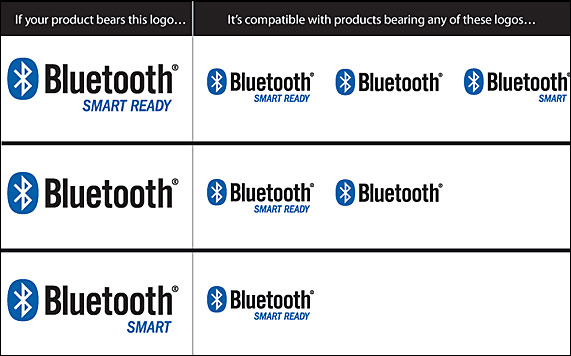 If your product bears this logo... It's compatible with products bearing any of these logos...
Bluetooth® Bluetooth® Bluetooth® Bluetooth®
SMART READY SMART READY SMART
Bluetooth® Bluetooth® Bluetooth®
SMART READY
Bluetooth® Bluetooth®
SMART SMART READY